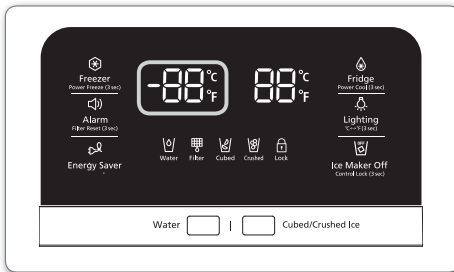 Freezer
Power Freeze (3 sec)
Alarm
Filter Reset (3 sec)
Energy Saver
-88 °C °F
88 °C °F
Water Filter Cubed Crushed Lock
Fridge
Power Cool (3 sec)
Lighting
°C↔°F (3 sec)
OFF
Ice Maker Off
Control Lock (3 sec)
Water | Cubed/Crushed Ice